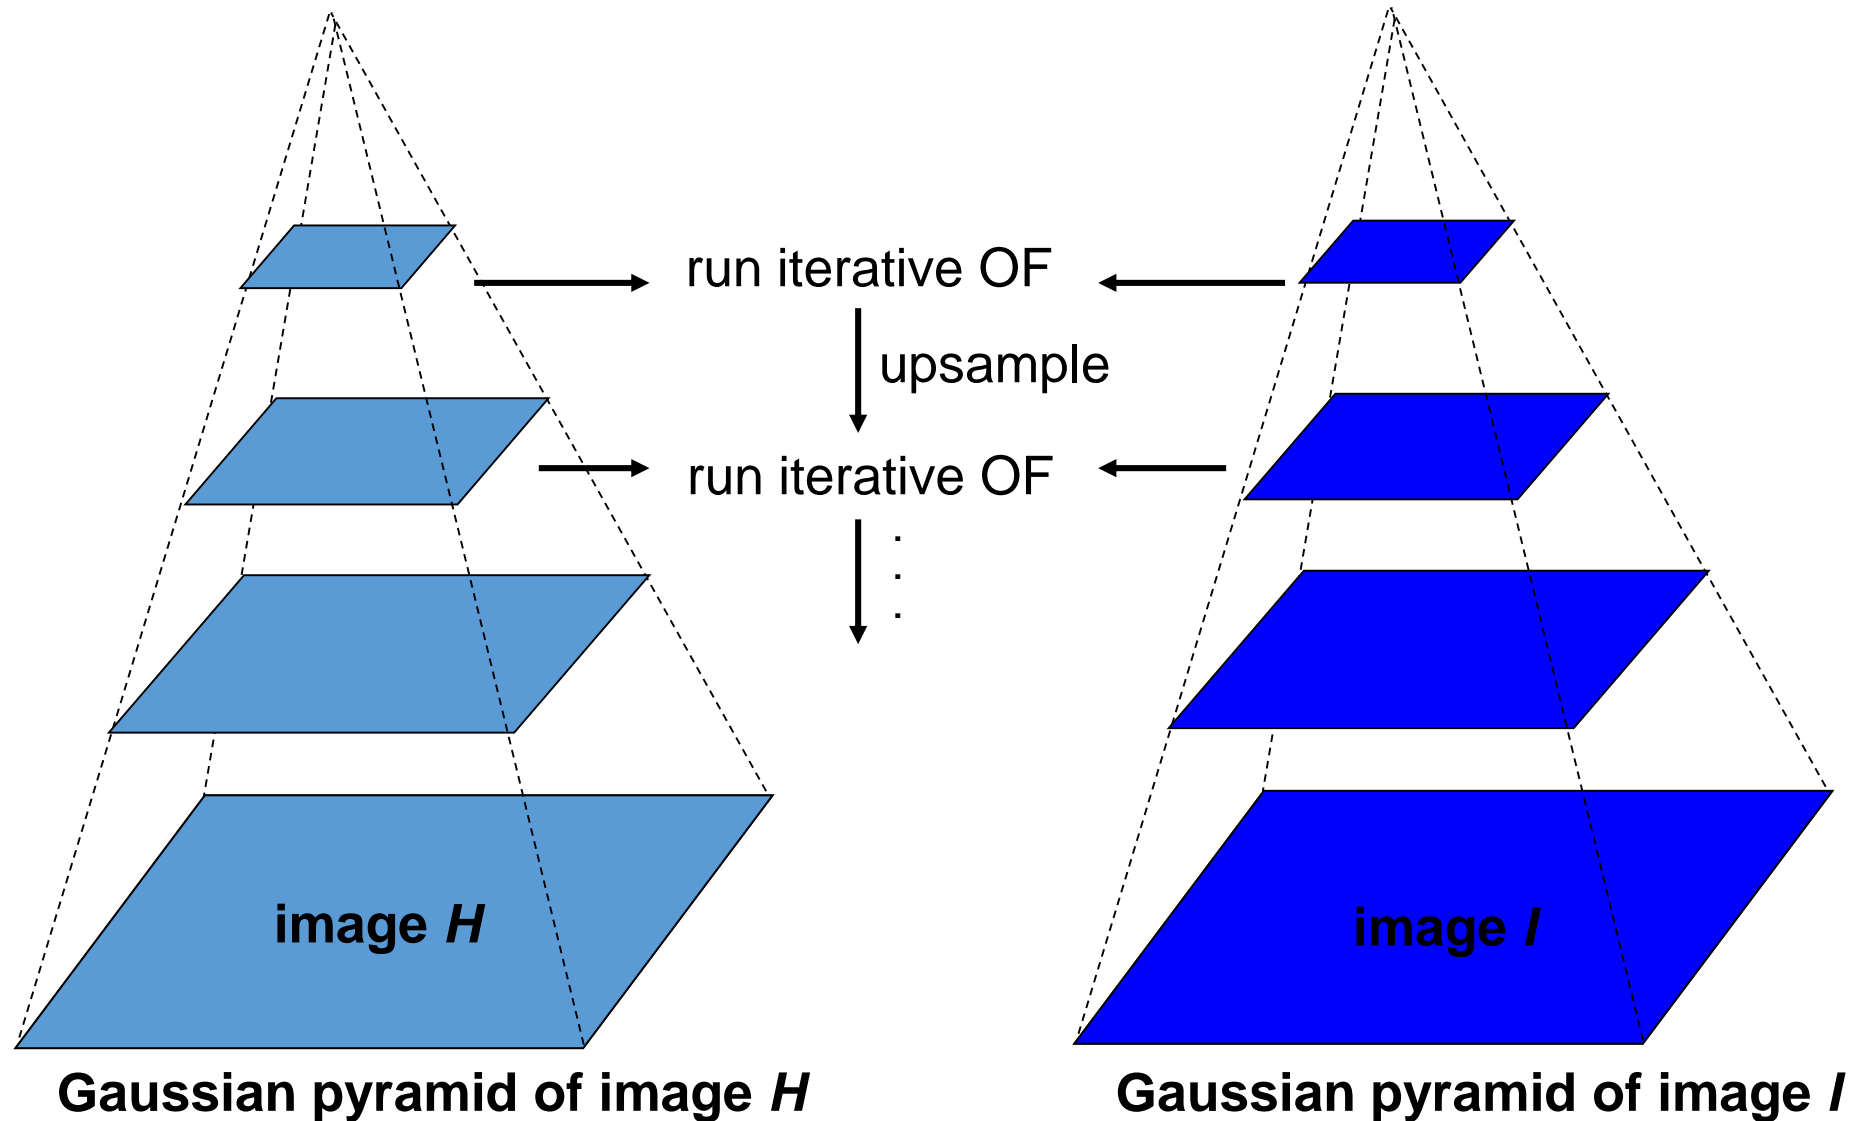 run iterative OF
upsample
run iterative OF
.
.
.
image H
image I
Gaussian pyramid of image H
Gaussian pyramid of image I